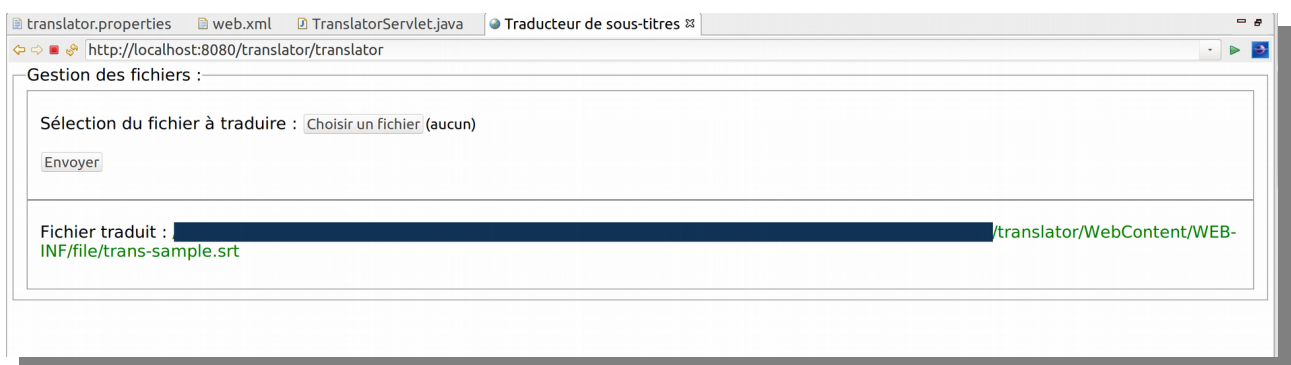 translator.properties web.xml TranslatorServlet.java Traducteur de sous-titres
http://localhost:8080/translator/translator
Gestion des fichiers :
Sélection du fichier à traduire : Choisir un fichier (aucun)
Envoyer
Fichier traduit : /translator/WebContent/WEB-
INF/file/trans-sample.srt